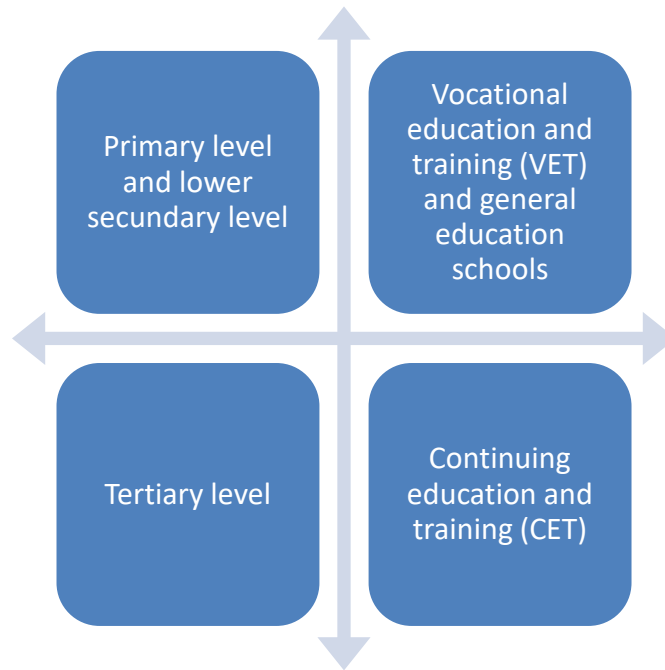 Primary level
and lower
secundary level
Vocational
education and
training (VET)
and general
education
schools
Tertiary level
Continuing
education and
training (CET)